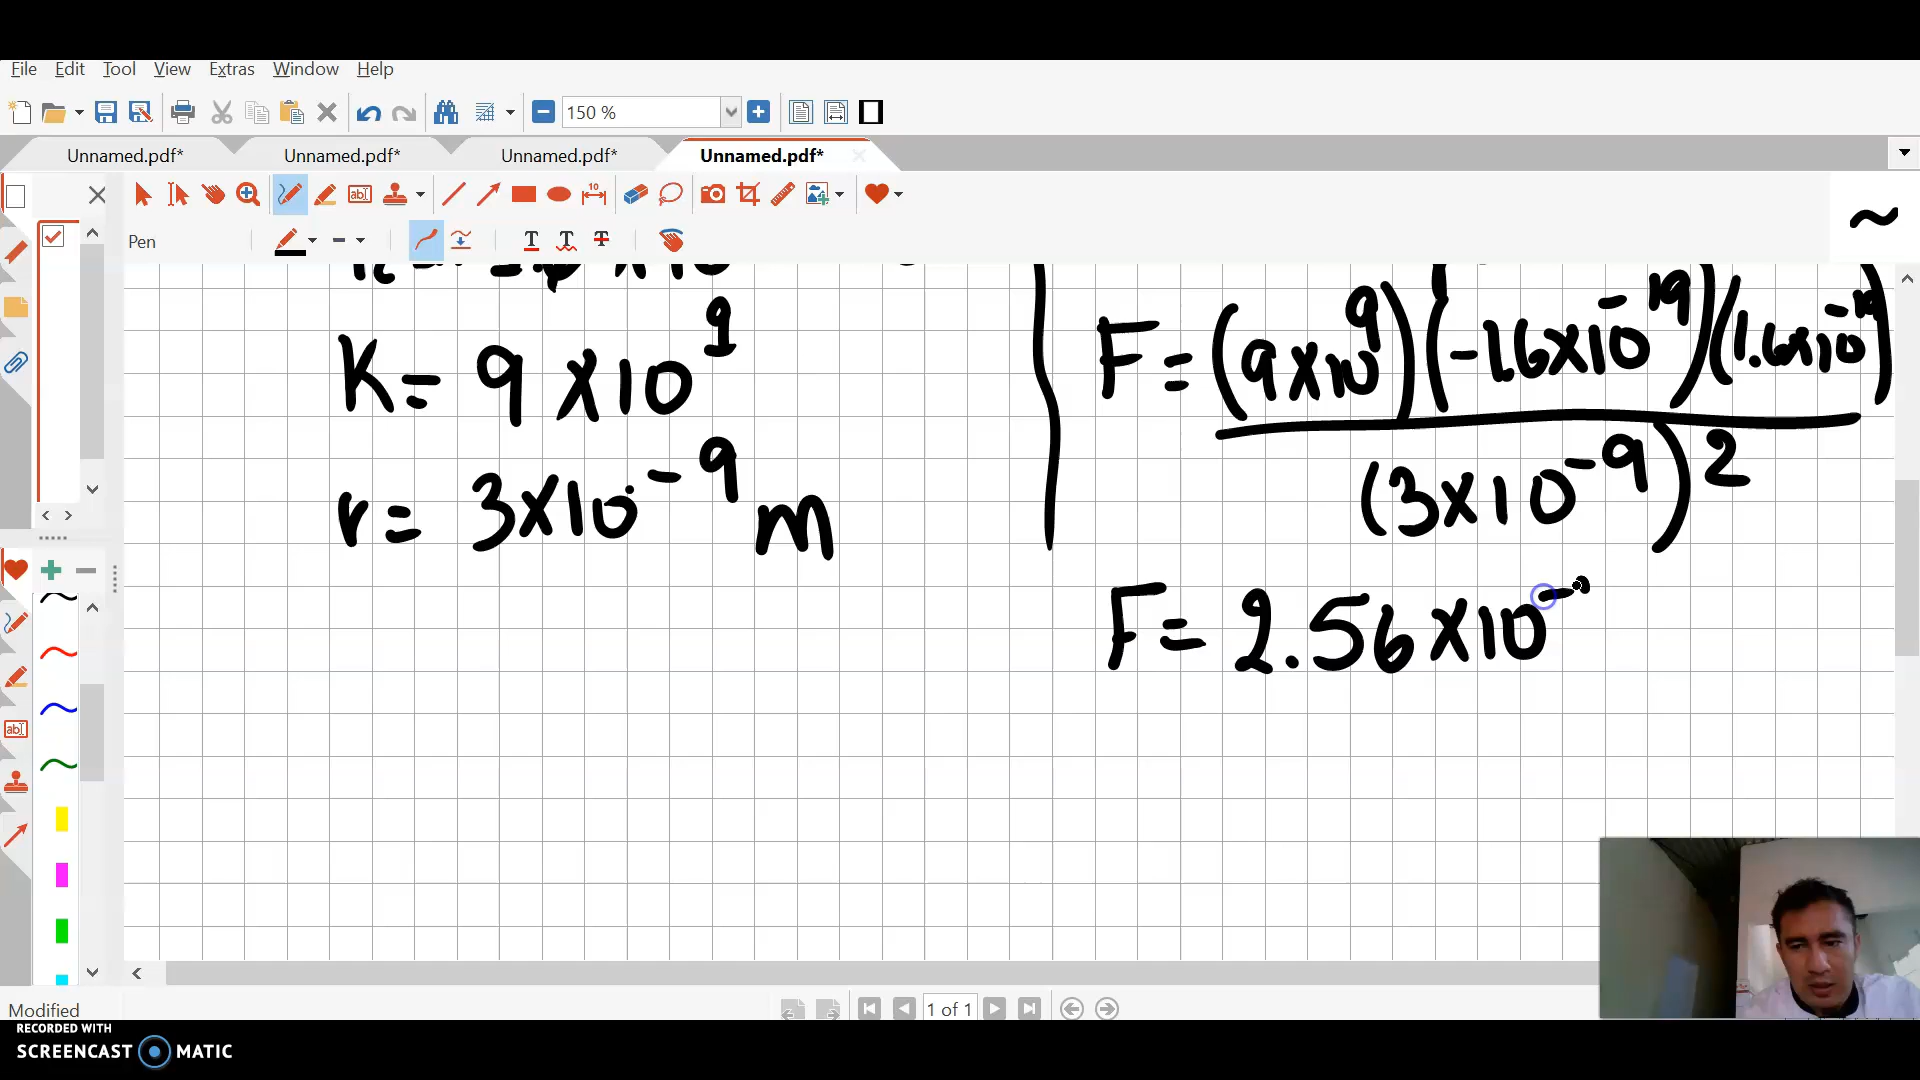 File Edit Tool View Extras Window Help
150 %
Unnamed.pdf* Unnamed.pdf* Unnamed.pdf* Unnamed.pdf*
10
Pen
T T T
K = 9 x 10^9
r = 3x10^-9 m
F = (9x10^9)(-1.6x10^-19)(1.6x10^-19)
(3x10^-9)^2
F = 2.56x10^-
Modified
1 of 1
RECORDED WITH
SCREENCAST MATIC